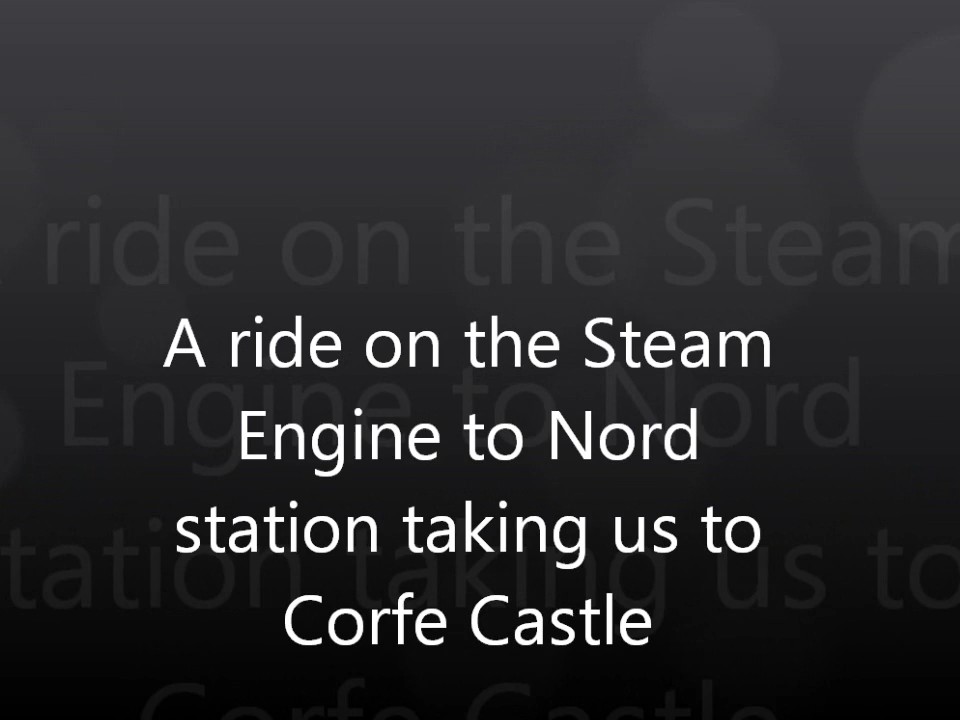 A ride on the Steam
Engine to Nord
station taking us to
Corfe Castle